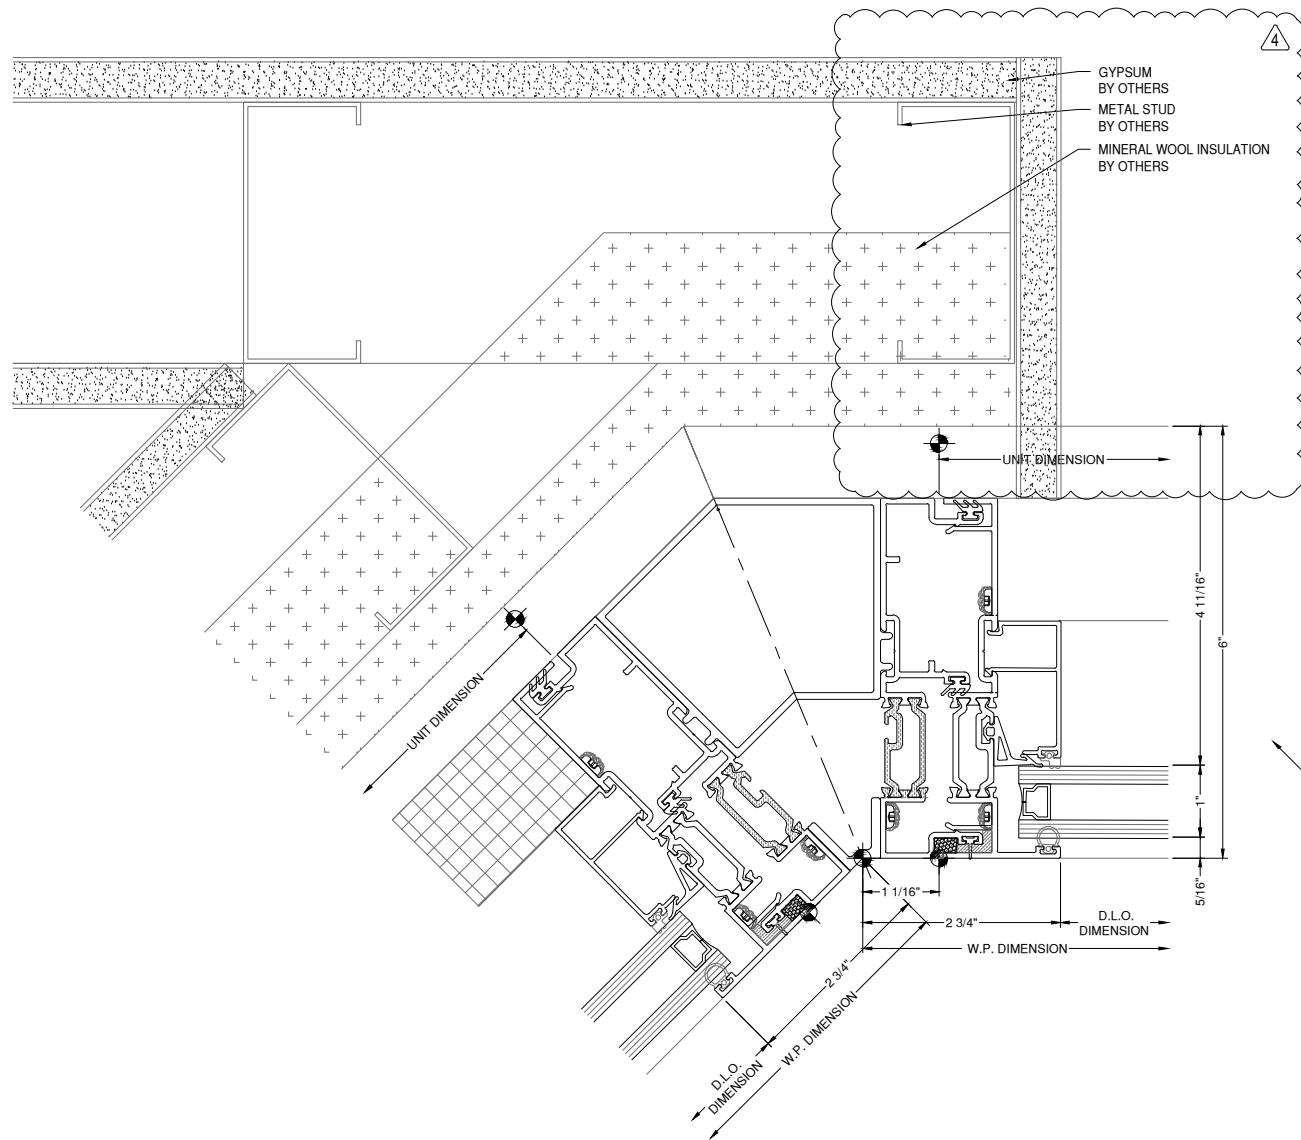 4
GYPSUM
BY OTHERS
METAL STUD
BY OTHERS
MINERAL WOOL INSULATION
BY OTHERS
UNIT DIMENSION
4 11/16"
6"
UNIT DIMENSION
1"
5/16"
1 1/16"
2 3/4"
D.L.O.
DIMENSION
W.P. DIMENSION
2 3/4"
W.P. DIMENSION
D.L.O.
DIMENSION